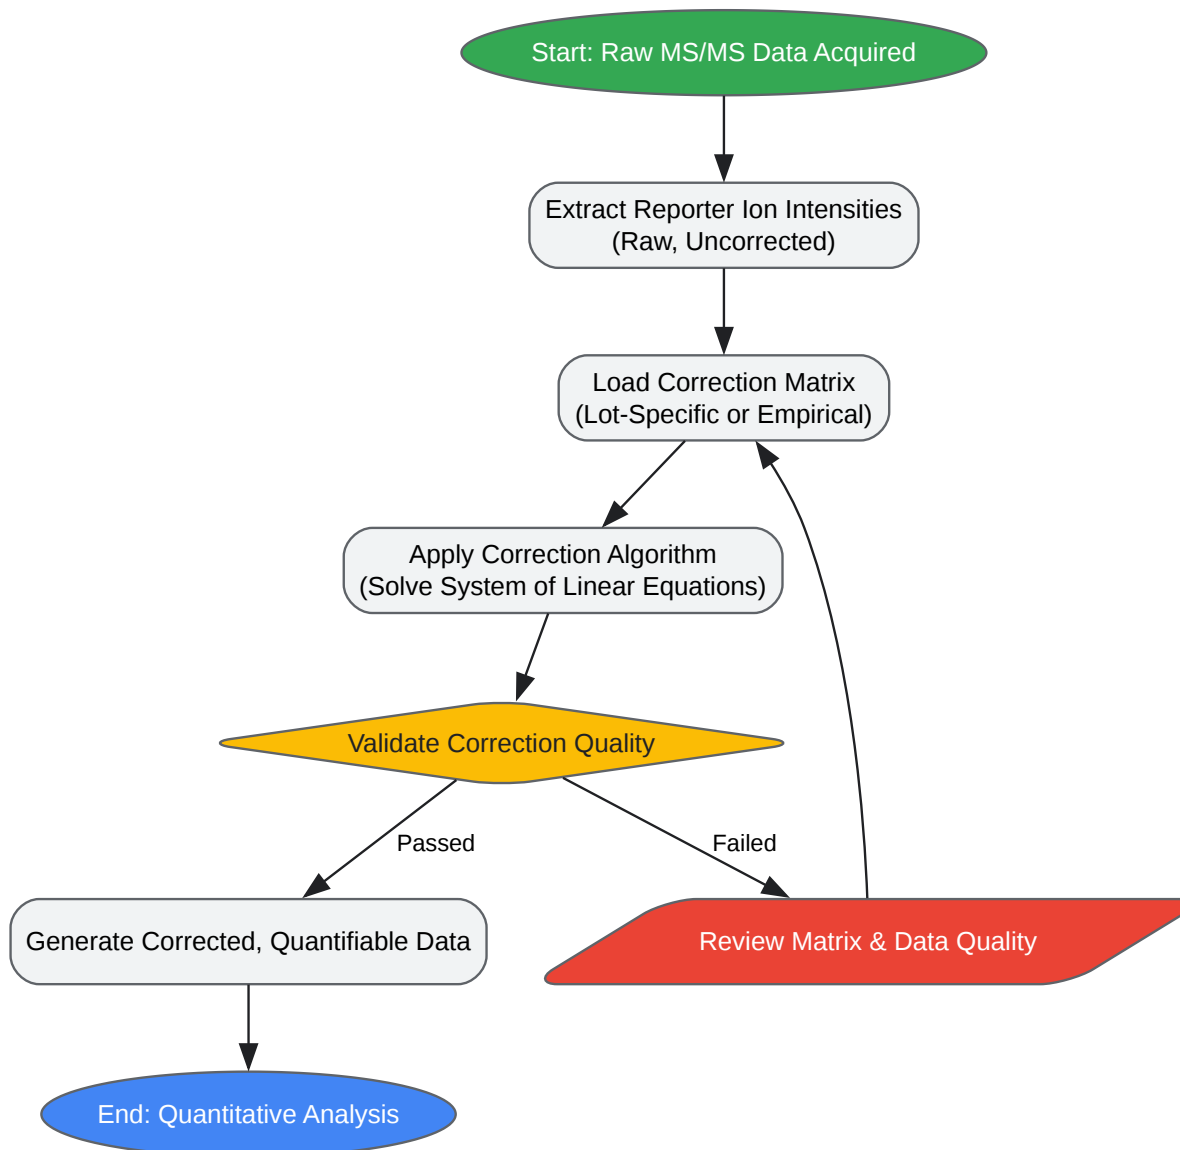 Start: Raw MS/MS Data Acquired
Extract Reporter Ion Intensities
(Raw, Uncorrected)
Load Correction Matrix
(Lot-Specific or Empirical)
Apply Correction Algorithm
(Solve System of Linear Equations)
Validate Correction Quality
Passed
Failed
Generate Corrected, Quantifiable Data
Review Matrix & Data Quality
End: Quantitative Analysis